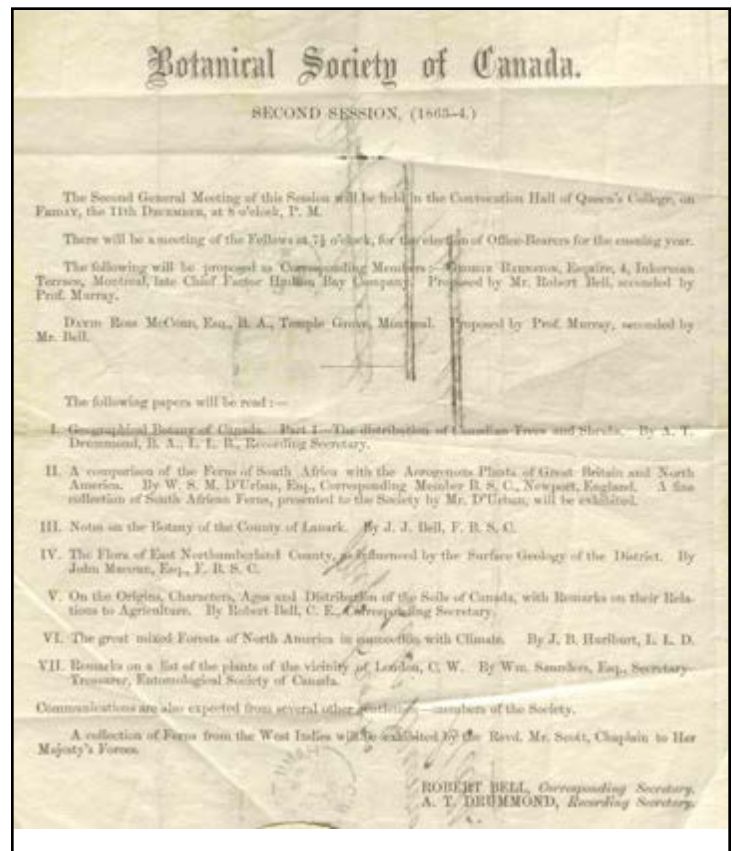 Botanical Society of Canada.
SECOND SESSION, (1863-4.)
The Second General Meeting of this Session will be held in the Convocation Hall of Queen's College, on
FRIDAY, the 11th DECEMBER, at 8 o'clock, P. M.
There will be a meeting of the Fellows at 7½ o'clock, for the election of Office-Bearers for the ensuing year.
The following will be proposed as Corresponding Members :— GEORGE BARNSTON, Esquire, 4, Inkerman
Terrace, Montreal, late Chief Factor Hudson Bay Company. Proposed by Mr. Robert Bell, seconded by
Prof. Murray.
DAVID ROSS McCORD, Esq., B. A., Temple Grove, Montreal. Proposed by Prof. Murray, seconded by
Mr. Bell.
The following papers will be read :—
I. Geographical Botany of Canada. Part I—The distribution of Canadian Trees and Shrubs. By A. T.
Drummond, B. A., L. L. B., Recording Secretary.
II. A comparison of the Ferns of South Africa with the Acrogenous Plants of Great Britain and North
America. By W. S. M. D'Urban, Esq., Corresponding Member B. S. C., Newport, England. A fine
collection of South African Ferns, presented to the Society by Mr. D'Urban, will be exhibited.
III. Notes on the Botany of the County of Lanark. By J. J. Bell, F. B. S. C.
IV. The Flora of East Northumberland County, as influenced by the Surface Geology of the District. By
John Macoun, Esq., F. B. S. C.
V. On the Origins, Characters, Ages and Distribution of the Soils of Canada, with Remarks on their Rela-
tions to Agriculture. By Robert Bell, C. E., Corresponding Secretary.
VI. The great mixed Forests of North America in connection with Climate. By J. B. Hurlburt, L. L. D.
VII. Remarks on a list of the plants of the vicinity of London, C. W. By Wm. Saunders, Esq., Secretary-
Treasurer, Entomological Society of Canada.
Communications are also expected from several other gentlemen—members of the Society.
A collection of Ferns from the West Indies will be exhibited by the Revd. Mr. Scott, Chaplain to Her
Majesty's Forces.
ROBERT BELL, Corresponding Secretary.
A. T. DRUMMOND, Recording Secretary.